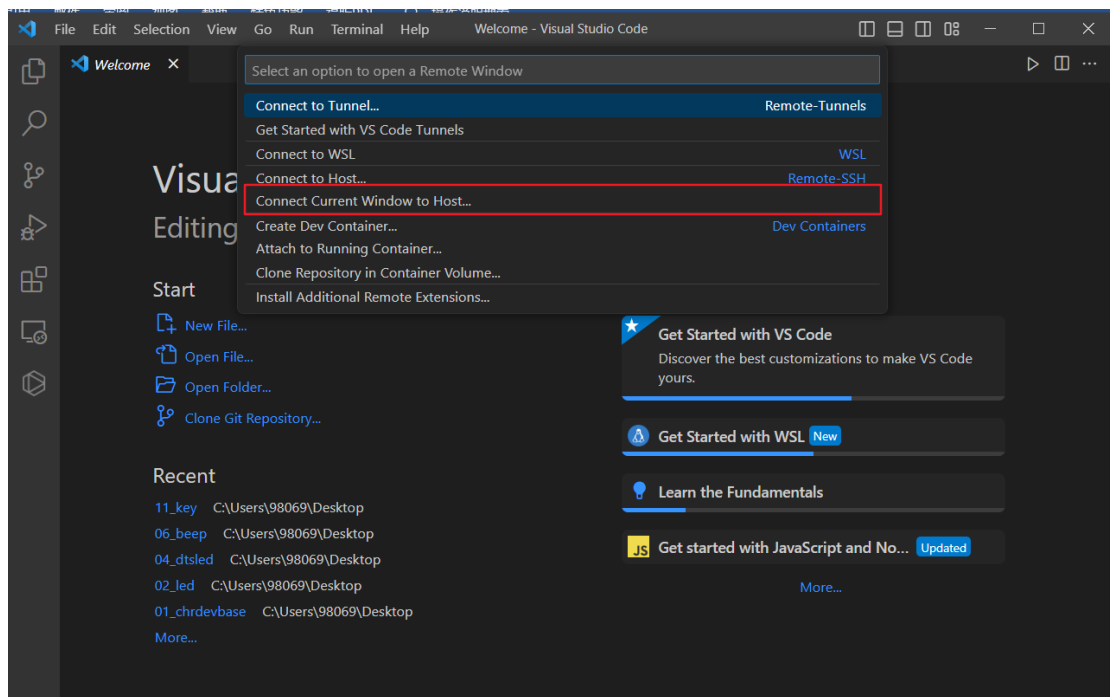 File Edit Selection View Go Run Terminal Help Welcome - Visual Studio Code
Welcome
Select an option to open a Remote Window
Connect to Tunnel... Remote-Tunnels
Get Started with VS Code Tunnels
Connect to WSL WSL
Connect to Host... Remote-SSH
Connect Current Window to Host...
Create Dev Container... Dev Containers
Attach to Running Container...
Clone Repository in Container Volume...
Install Additional Remote Extensions...
Visua
Editing
Start
New File...
Open File...
Open Folder...
Clone Git Repository...
Recent
11_key C:\Users\98069\Desktop
06_beep C:\Users\98069\Desktop
04_dtsled C:\Users\98069\Desktop
02_led C:\Users\98069\Desktop
01_chrdevbase C:\Users\98069\Desktop
More...
Get Started with VS Code
Discover the best customizations to make VS Code
yours.
Get Started with WSL New
Learn the Fundamentals
JS Get started with JavaScript and No... Updated
More...